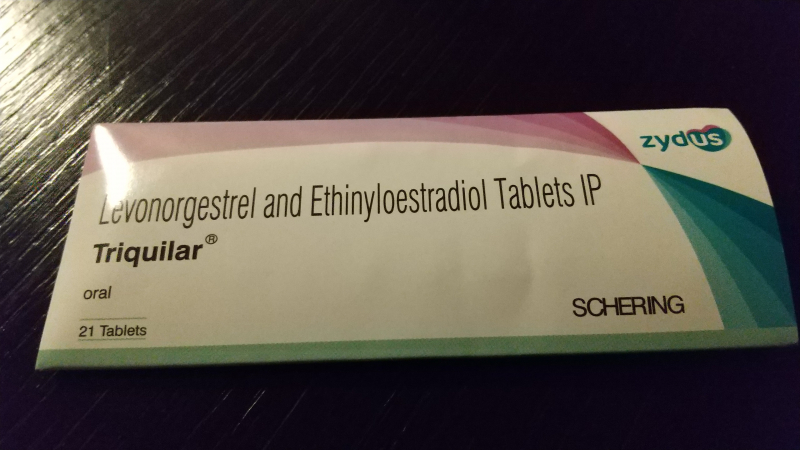 zydus
Levonorgestrel and Ethinyloestradiol Tablets IP
Triquilar®
oral
21 Tablets
SCHERING